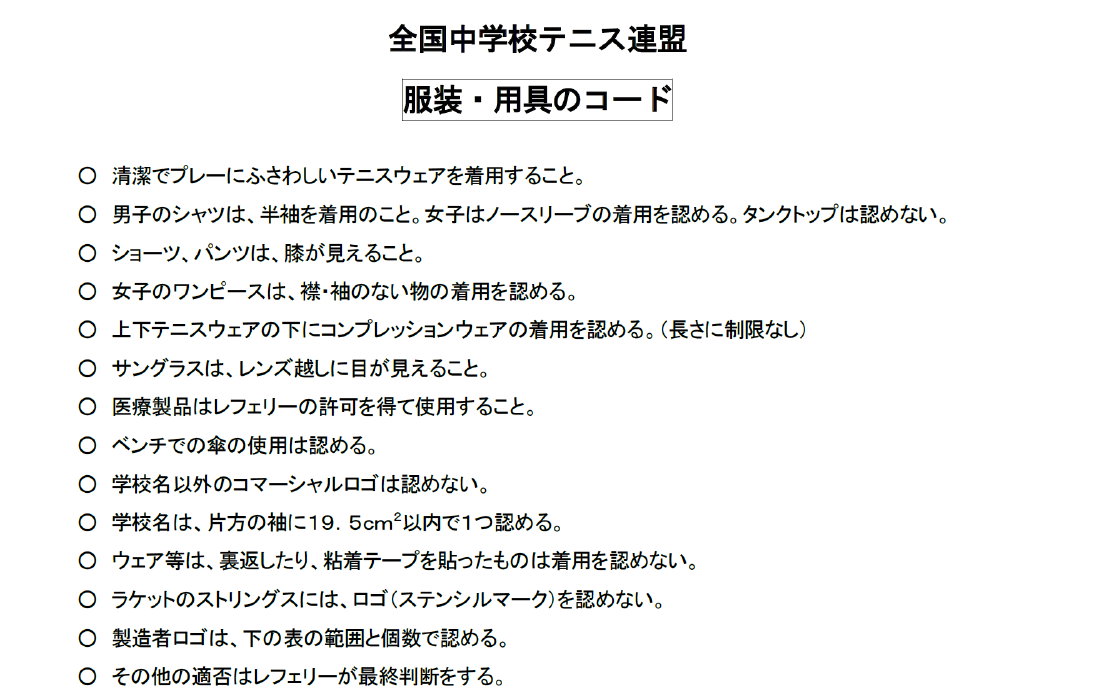 全国中学校テニス連盟
服装・用具のコード
○ 清潔でプレーにふさわしいテニスウェアを着用すること。
○ 男子のシャツは、半袖を着用のこと。女子はノースリーブの着用を認める。タンクトップは認めない。
○ ショーツ、パンツは、膝が見えること。
○ 女子のワンピースは、襟・袖のない物の着用を認める。
○ 上下テニスウェアの下にコンプレッションウェアの着用を認める。（長さに制限なし）
○ サングラスは、レンズ越しに目が見えること。
○ 医療製品はレフェリーの許可を得て使用すること。
○ ベンチでの傘の使用は認める。
○ 学校名以外のコマーシャルロゴは認めない。
○ 学校名は、片方の袖に１９．５ｃｍ²以内で１つ認める。
○ ウェア等は、裏返したり、粘着テープを貼ったものは着用を認めない。
○ ラケットのストリングスには、ロゴ（ステンシルマーク）を認めない。
○ 製造者ロゴは、下の表の範囲と個数で認める。
○ その他の適否はレフェリーが最終判断をする。